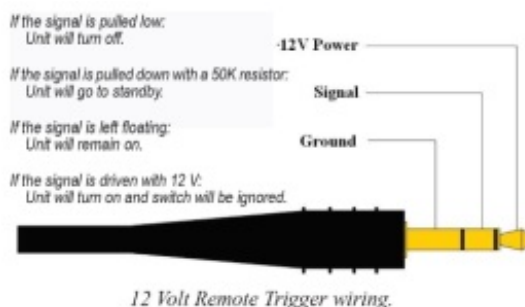 If the signal is pulled low:
Unit will turn off.
If the signal is pulled down with a 50K resistor:
Unit will go to standby.
If the signal is left floating:
Unit will remain on.
If the signal is driven with 12 V:
Unit will turn on and switch will be ignored.
-12V Power
Signal
Ground
12 Volt Remote Trigger wiring.